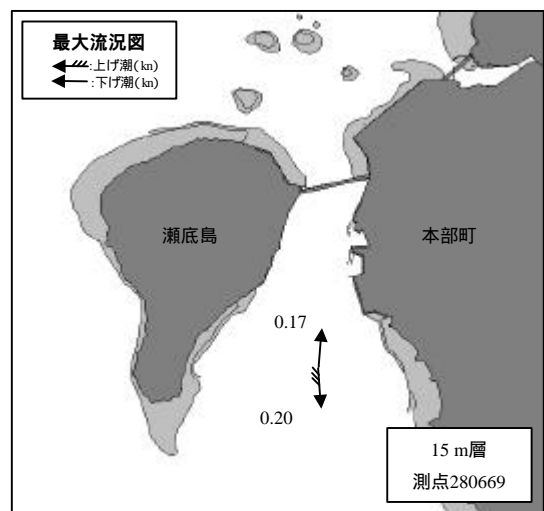 最大流況図
:上げ潮(kn)
:下げ潮(kn)
瀬底島
本部町
0.17
0.20
15 m層
測点280669